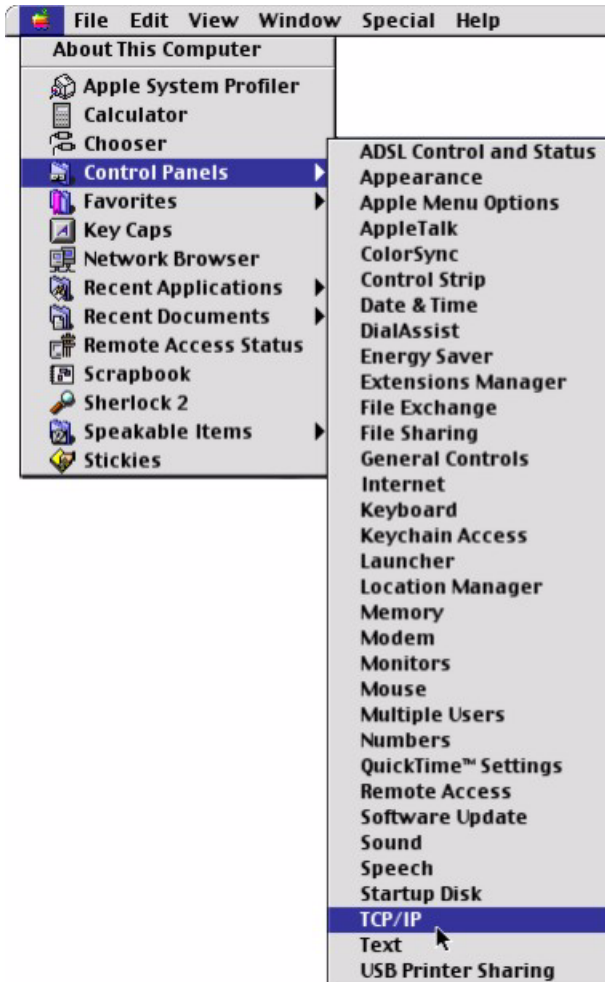 File Edit View Window Special Help
About This Computer
Apple System Profiler
Calculator
Chooser
Control Panels
Favorites
Key Caps
Network Browser
Recent Applications
Recent Documents
Remote Access Status
Scrapbook
Sherlock 2
Speakable Items
Stickies
ADSL Control and Status
Appearance
Apple Menu Options
AppleTalk
ColorSync
Control Strip
Date & Time
DialAssist
Energy Saver
Extensions Manager
File Exchange
File Sharing
General Controls
Internet
Keyboard
Keychain Access
Launcher
Location Manager
Memory
Modem
Monitors
Mouse
Multiple Users
Numbers
QuickTime™ Settings
Remote Access
Software Update
Sound
Speech
Startup Disk
TCP/IP
Text
USB Printer Sharing